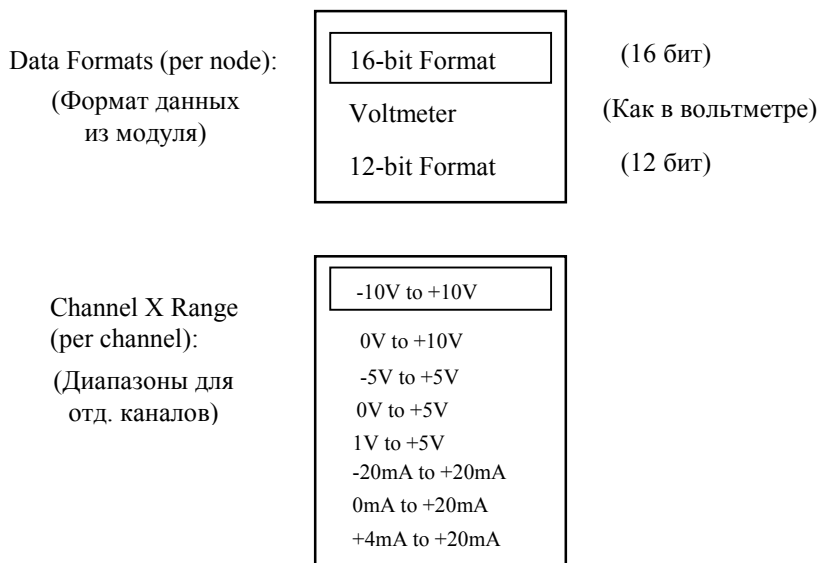 Data Formats (per node):
(Формат данных
из модуля)
16-bit Format
Voltmeter
12-bit Format
(16 бит)
(Как в вольтметре)
(12 бит)
Channel X Range
(per channel):
(Диапазоны для
отд. каналов)
-10V to +10V
0V to +10V
-5V to +5V
0V to +5V
1V to +5V
-20mA to +20mA
0mA to +20mA
+4mA to +20mA